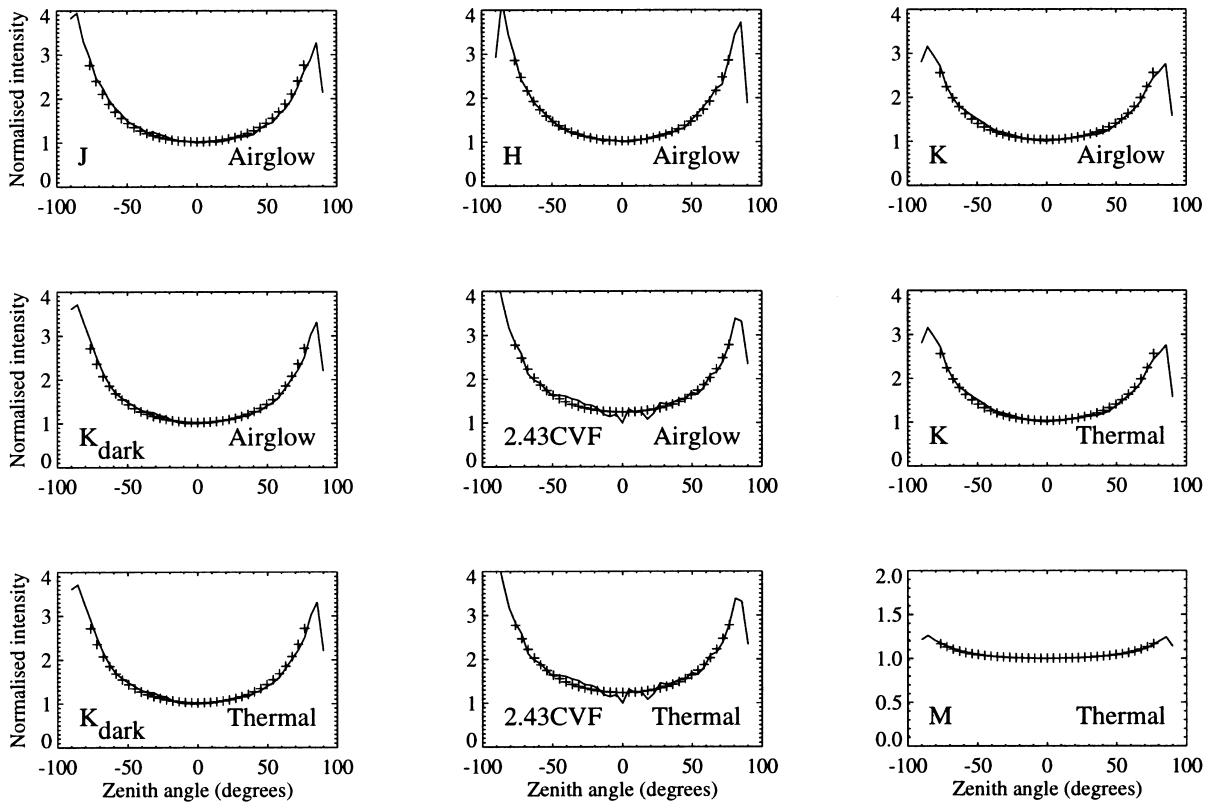 Normalised intensity
4
3
2
1
0
J
Airglow
-100 -50 0 50 100
4
3
2
1
0
H
Airglow
-100 -50 0 50 100
4
3
2
1
0
K
Airglow
-100 -50 0 50 100
Normalised intensity
4
3
2
1
0
Kdark
Airglow
-100 -50 0 50 100
4
3
2
1
0
2.43CVF
Airglow
-100 -50 0 50 100
4
3
2
1
0
K
Thermal
-100 -50 0 50 100
Normalised intensity
4
3
2
1
0
Kdark
Thermal
-100 -50 0 50 100
Zenith angle (degrees)
4
3
2
1
0
2.43CVF
Thermal
-100 -50 0 50 100
Zenith angle (degrees)
2.0
1.5
1.0
0.5
0.0
M
Thermal
-100 -50 0 50 100
Zenith angle (degrees)